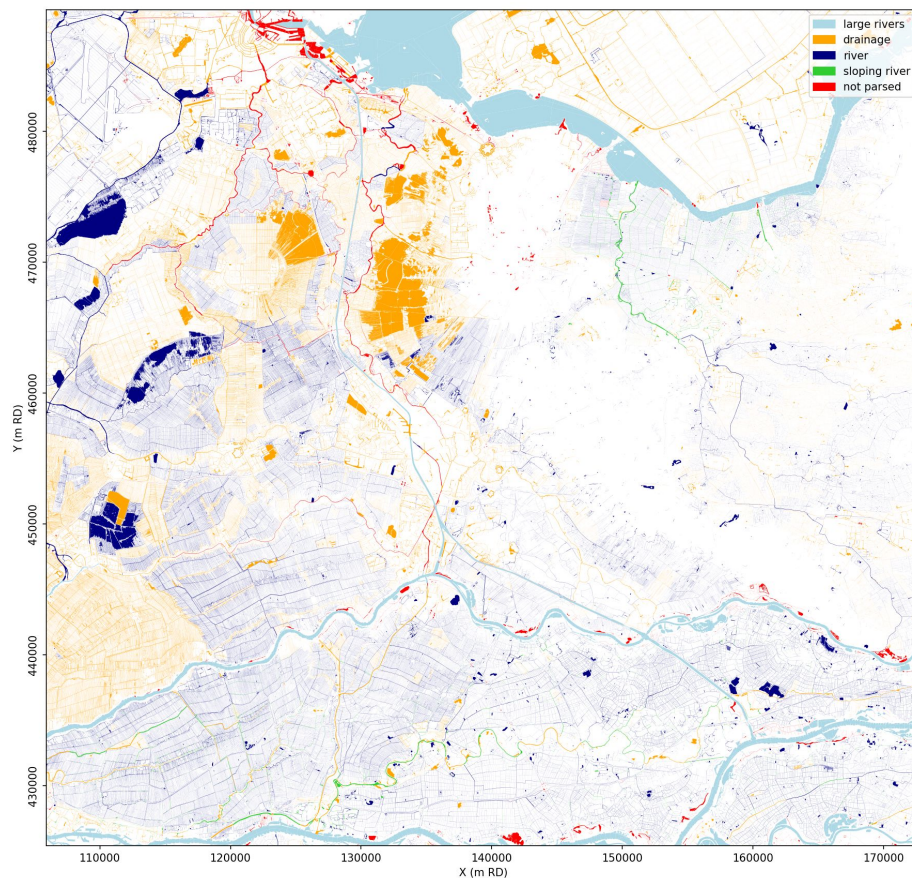 large rivers
drainage
river
sloping river
not parsed
480000
470000
460000
450000
440000
430000
Y (m RD)
110000
120000
130000
140000
150000
160000
170000
X (m RD)